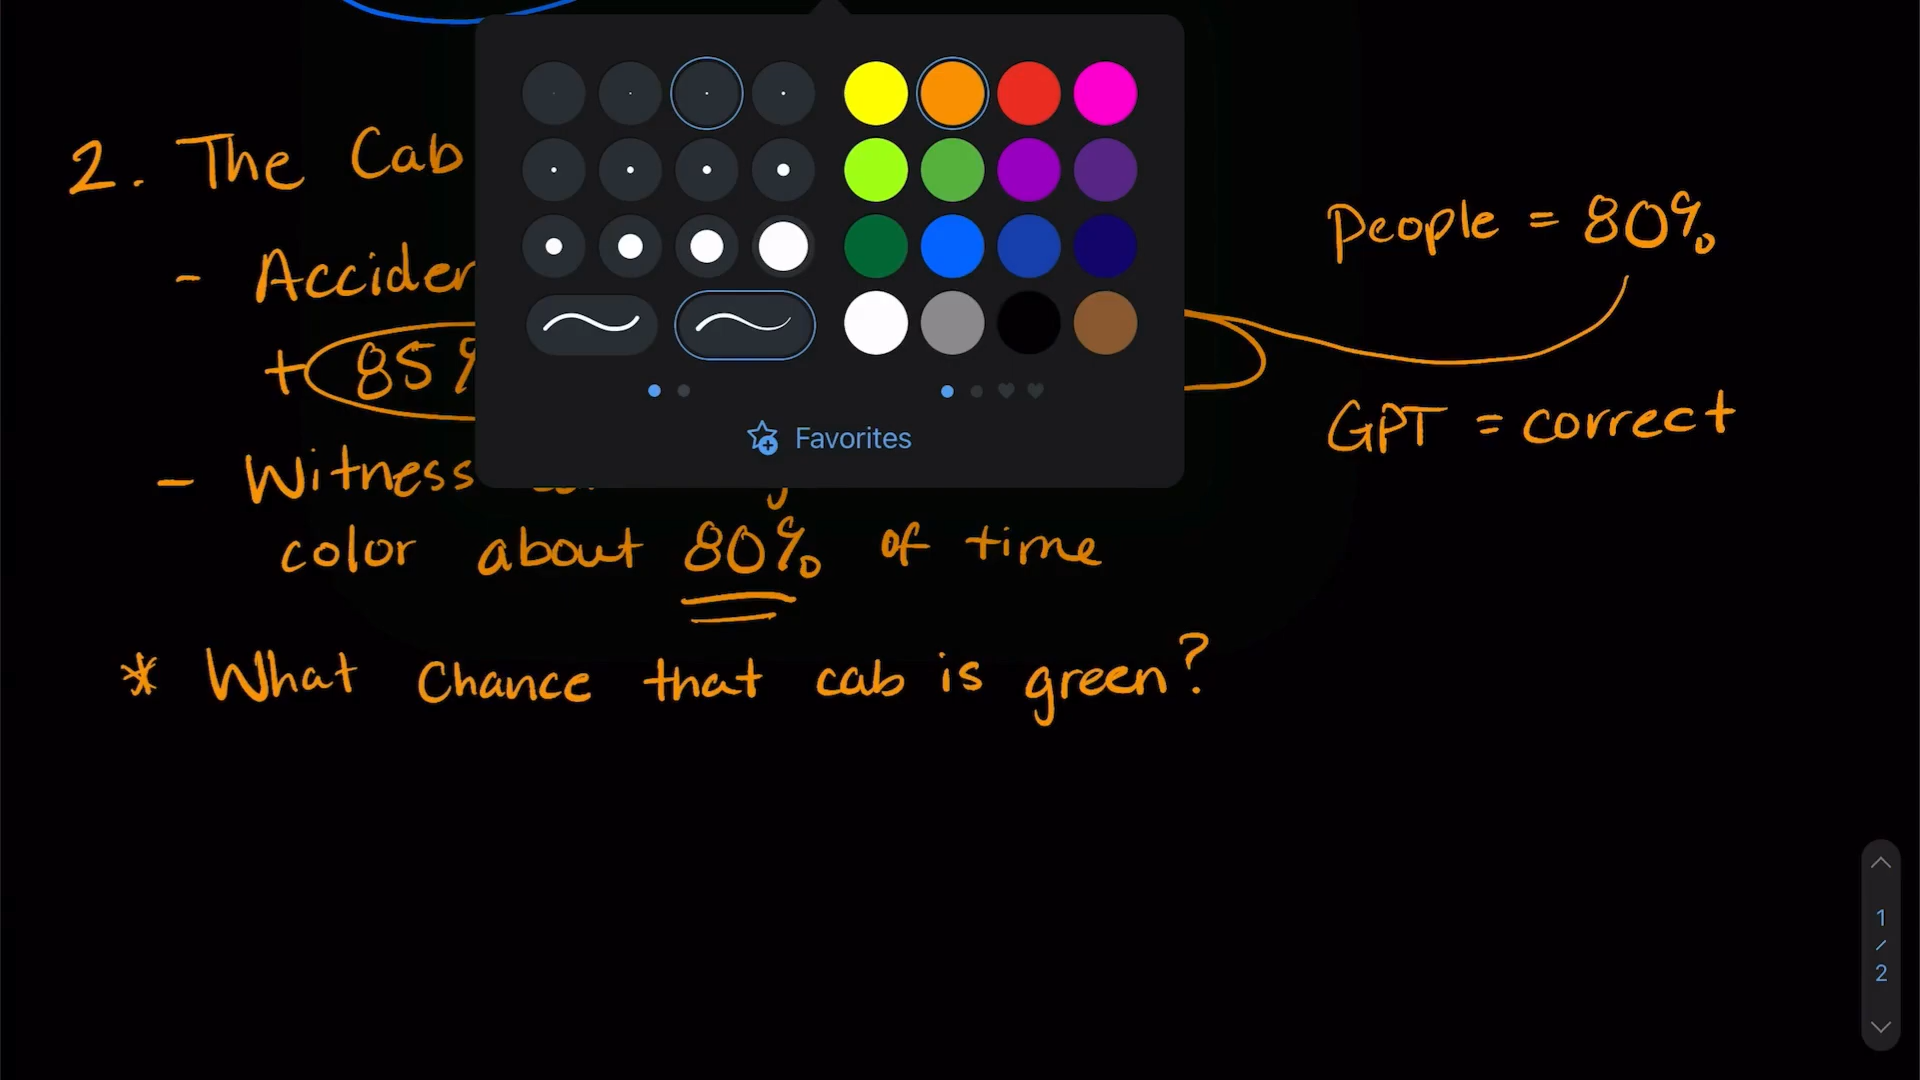 2. The Cab
People = 80%
- Acciden
+ 85%
Favorites
GPT = correct
- Witness
color about 80% of time
* What chance that cab is green?
1
/
2